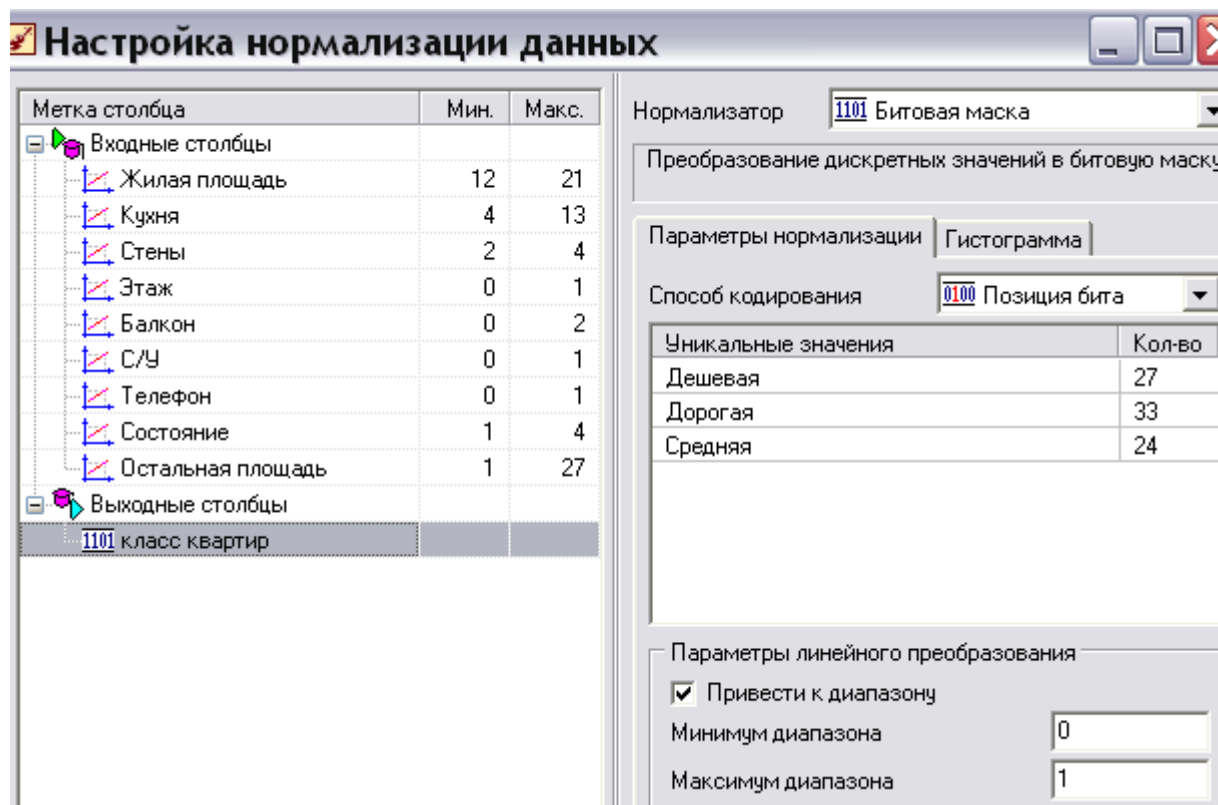 Настройка нормализации данных
Метка столбца Мин. Макс.
Входные столбцы
Жилая площадь 12 21
Кухня 4 13
Стены 2 4
Этаж 0 1
Балкон 0 2
С/У 0 1
Телефон 0 1
Состояние 1 4
Остальная площадь 1 27
Выходные столбцы
1101 класс квартир
Нормализатор 1101 Битовая маска
Преобразование дискретных значений в битовую маску
Параметры нормализации Гистограмма
Способ кодирования 0100 Позиция бита
Уникальные значения Кол-во
Дешевая 27
Дорогая 33
Средняя 24
Параметры линейного преобразования
Привести к диапазону
Минимум диапазона 0
Максимум диапазона 1